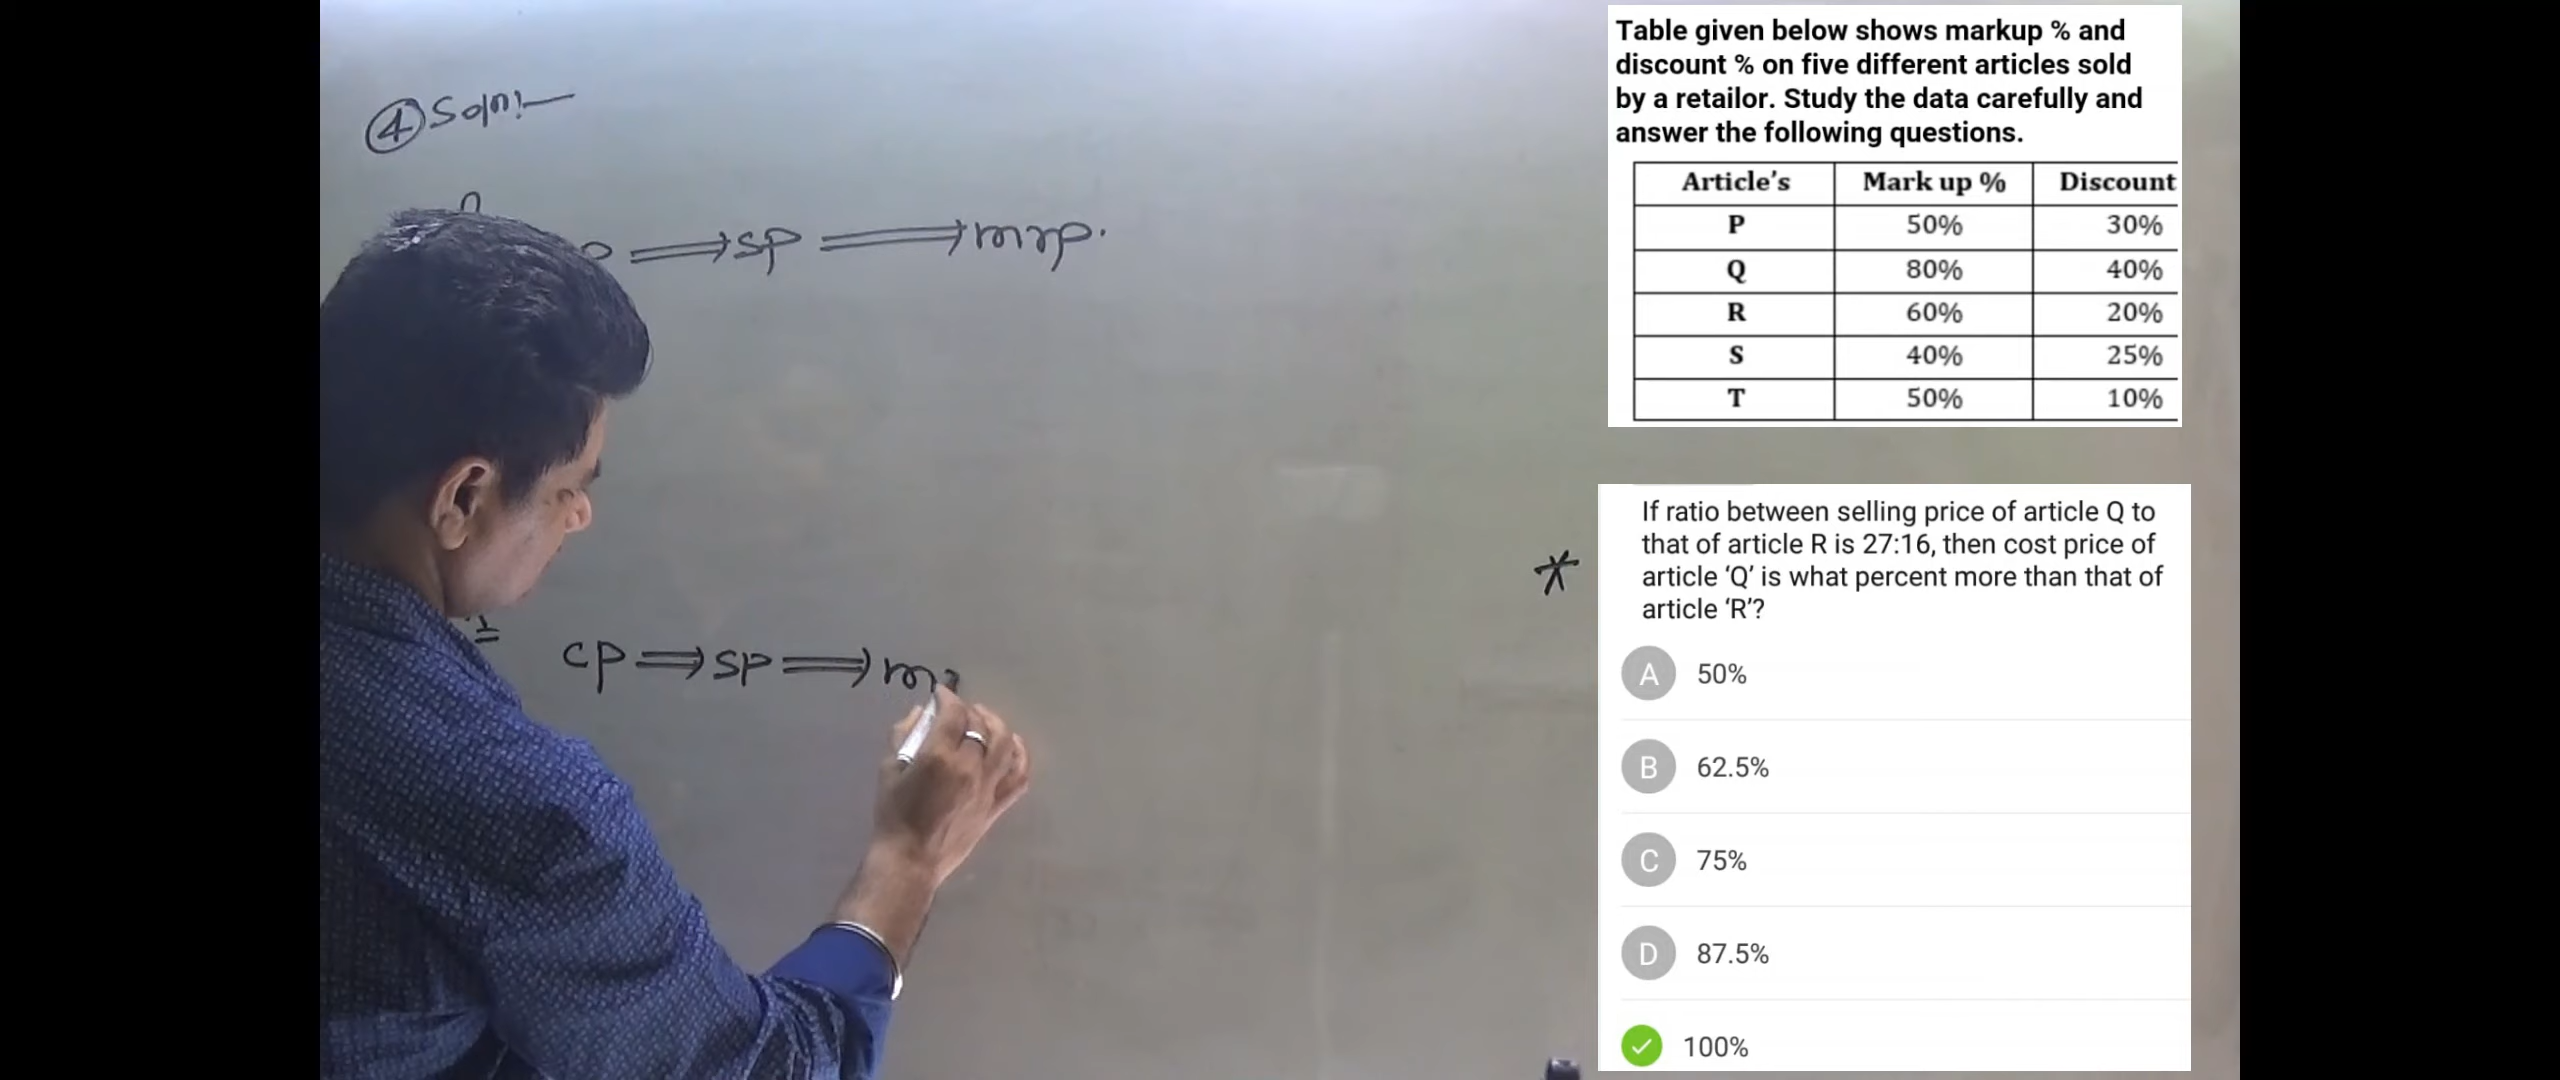 ④ Soln:—
P ⟹ SP ⟹ mrp.
CP ⟹ SP ⟹ m
*
Table given below shows markup % and
discount % on five different articles sold
by a retailor. Study the data carefully and
answer the following questions.
Article's Mark up % Discount
P 50% 30%
Q 80% 40%
R 60% 20%
S 40% 25%
T 50% 10%
If ratio between selling price of article Q to
that of article R is 27:16, then cost price of
article ‘Q’ is what percent more than that of
article ‘R’?
A 50%
B 62.5%
C 75%
D 87.5%
100%